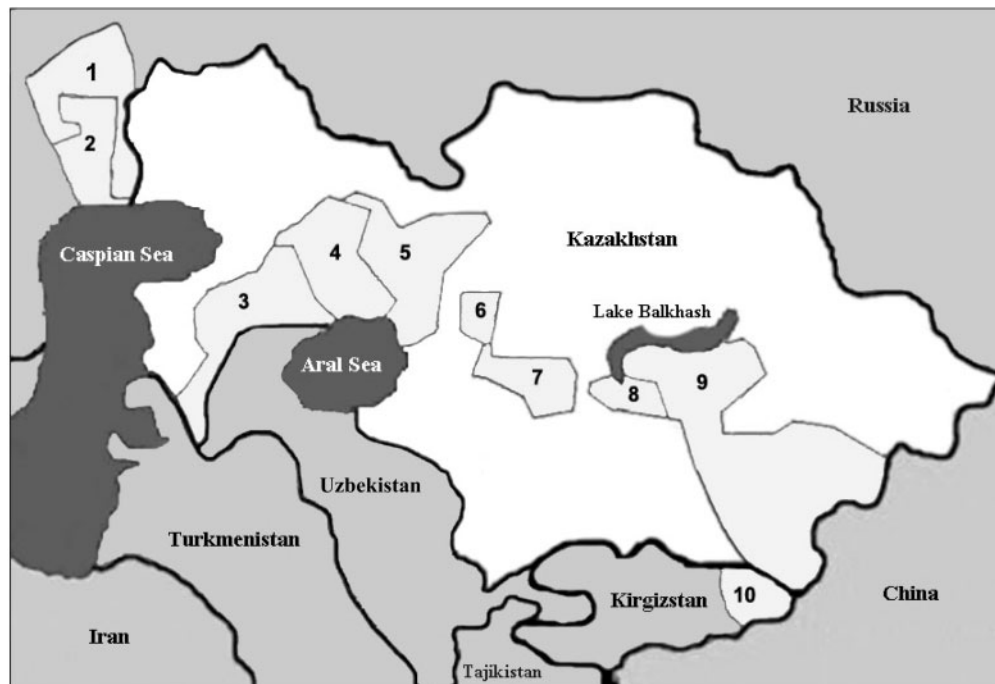 1
Russia
2
Kazakhstan
Caspian Sea
4
5
3
6
Lake Balkhash
Aral Sea
7
8
9
Uzbekistan
Turkmenistan
Kirgizstan
10
China
Iran
Tajikistan